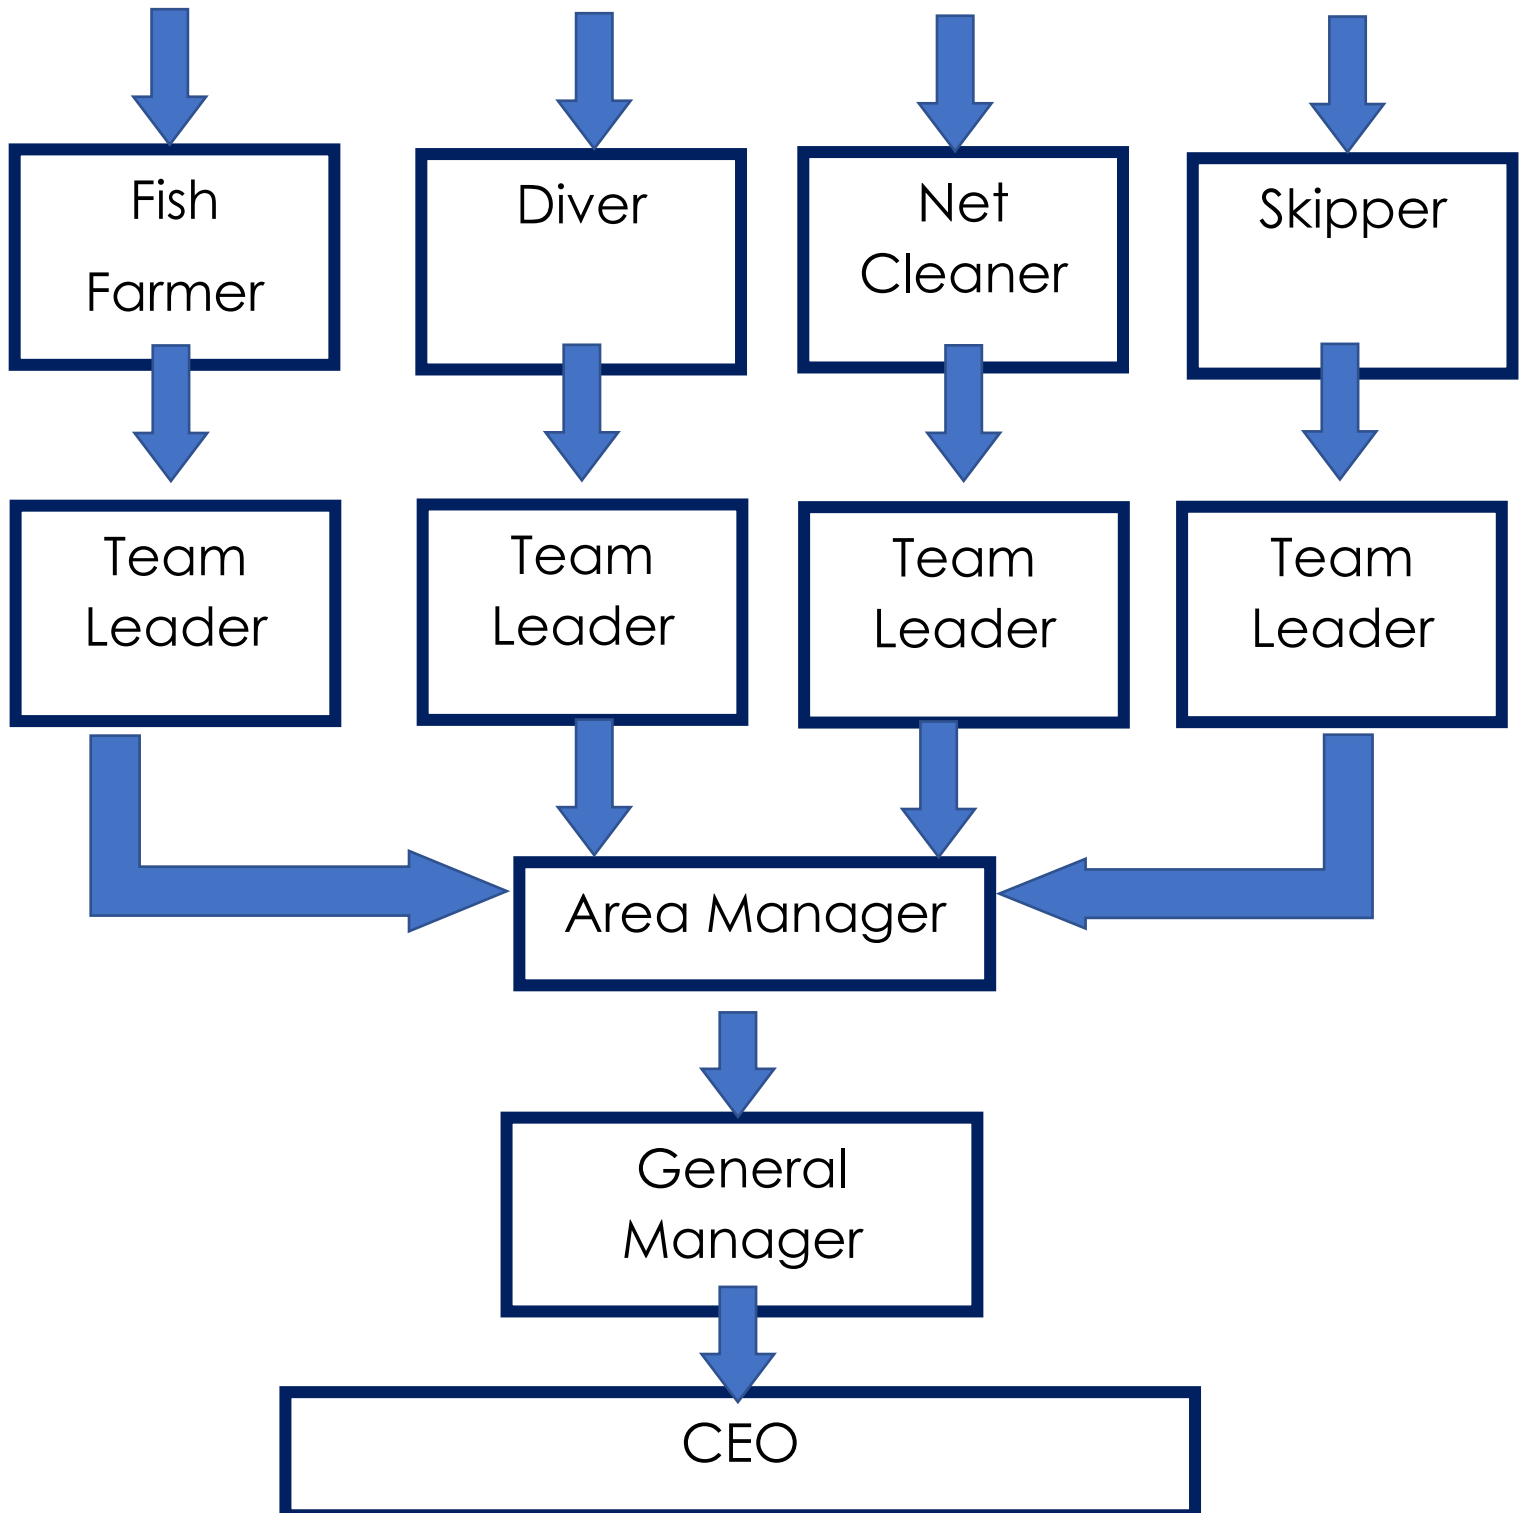 Fish
Farmer
Diver
Net
Cleaner
Skipper
Team
Leader
Team
Leader
Team
Leader
Team
Leader
Area Manager
General
Manager
CEO